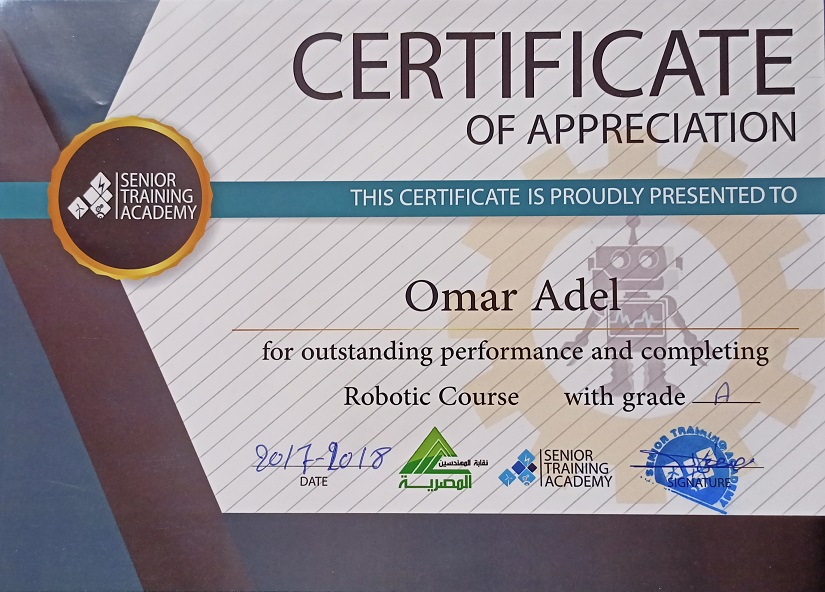 CERTIFICATE
OF APPRECIATION
SENIOR
TRAINING
ACADEMY
THIS CERTIFICATE IS PROUDLY PRESENTED TO
Omar Adel
for outstanding performance and completing
Robotic Course with grade A
2017-2018
DATE
نقابة المهندسين
المصرية
SENIOR
TRAINING
ACADEMY
SENIOR TRAINING ACADEMY
SIGNATURE